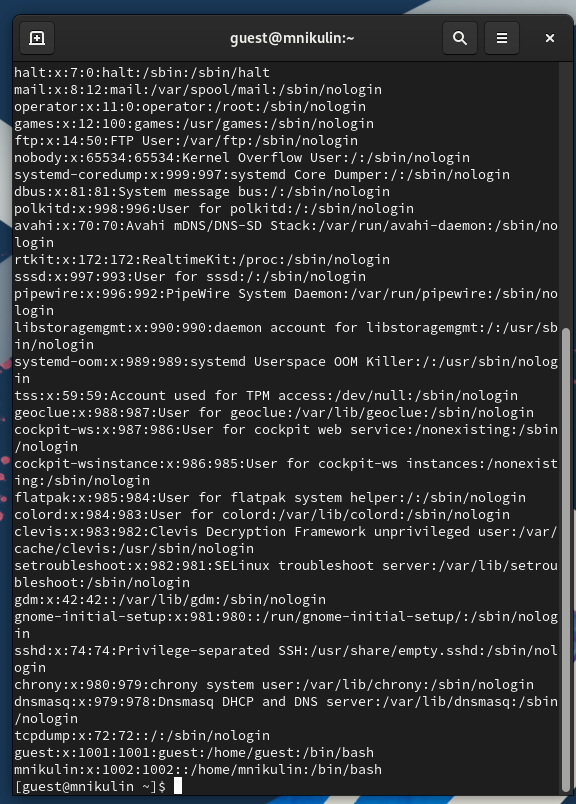 guest@mnikulin:~
halt:x:7:0:halt:/sbin:/sbin/halt
mail:x:8:12:mail:/var/spool/mail:/sbin/nologin
operator:x:11:0:operator:/root:/sbin/nologin
games:x:12:100:games:/usr/games:/sbin/nologin
ftp:x:14:50:FTP User:/var/ftp:/sbin/nologin
nobody:x:65534:65534:Kernel Overflow User:/:/sbin/nologin
systemd-coredump:x:999:997:systemd Core Dumper:/:/sbin/nologin
dbus:x:81:81:System message bus:/:/sbin/nologin
polkitd:x:998:996:User for polkitd:/:/sbin/nologin
avahi:x:70:70:Avahi mDNS/DNS-SD Stack:/var/run/avahi-daemon:/sbin/no
login
rtkit:x:172:172:RealtimeKit:/proc:/sbin/nologin
sssd:x:997:993:User for sssd:/:/sbin/nologin
pipewire:x:996:992:PipeWire System Daemon:/var/run/pipewire:/sbin/no
login
libstoragemgmt:x:990:990:daemon account for libstoragemgmt:/:/usr/sb
in/nologin
systemd-oom:x:989:989:systemd Userspace OOM Killer:/:/usr/sbin/nolog
in
tss:x:59:59:Account used for TPM access:/dev/null:/sbin/nologin
geoclue:x:988:987:User for geoclue:/var/lib/geoclue:/sbin/nologin
cockpit-ws:x:987:986:User for cockpit web service:/nonexisting:/sbin
/nologin
cockpit-wsinstance:x:986:985:User for cockpit-ws instances:/nonexist
ing:/sbin/nologin
flatpak:x:985:984:User for flatpak system helper:/:/sbin/nologin
colord:x:984:983:User for colord:/var/lib/colord:/sbin/nologin
clevis:x:983:982:Clevis Decryption Framework unprivileged user:/var/
cache/clevis:/usr/sbin/nologin
setroubleshoot:x:982:981:SELinux troubleshoot server:/var/lib/setrou
bleshoot:/sbin/nologin
gdm:x:42:42::/var/lib/gdm:/sbin/nologin
gnome-initial-setup:x:981:980::/run/gnome-initial-setup/:/sbin/nolog
in
sshd:x:74:74:Privilege-separated SSH:/usr/share/empty.sshd:/sbin/nol
ogin
chrony:x:980:979:chrony system user:/var/lib/chrony:/sbin/nologin
dnsmasq:x:979:978:Dnsmasq DHCP and DNS server:/var/lib/dnsmasq:/sbin
/nologin
tcpdump:x:72:72::/:/sbin/nologin
guest:x:1001:1001:guest:/home/guest:/bin/bash
mnikulin:x:1002:1002::/home/mnikulin:/bin/bash
[guest@mnikulin ~]$